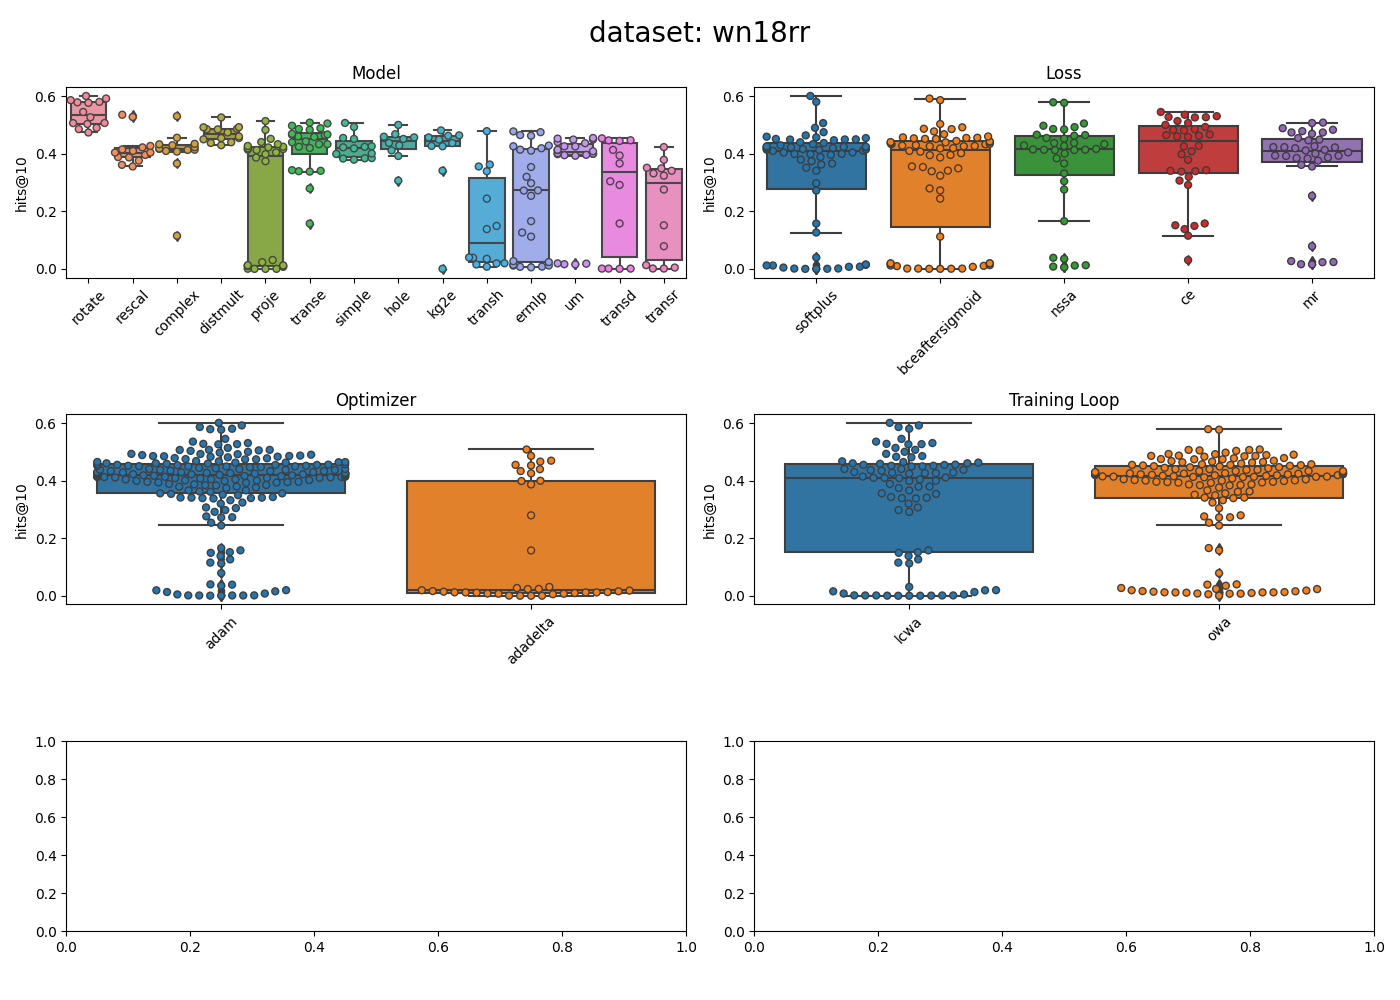 dataset: wn18rr
Model
Loss
hits@10
0.6
0.4
0.2
0.0
rotate
rescal
complex
distmult
proje
transe
simple
hole
kg2e
transh
ermlp
um
transd
transr
hits@10
0.6
0.4
0.2
0.0
softplus
bceaftersigmoid
nssa
ce
mr
Optimizer
Training Loop
hits@10
0.6
0.4
0.2
0.0
adam
adadelta
hits@10
0.6
0.4
0.2
0.0
lcwa
owa
1.0
0.8
0.6
0.4
0.2
0.0
0.0 0.2 0.4 0.6 0.8 1.0
1.0
0.8
0.6
0.4
0.2
0.0
0.0 0.2 0.4 0.6 0.8 1.0